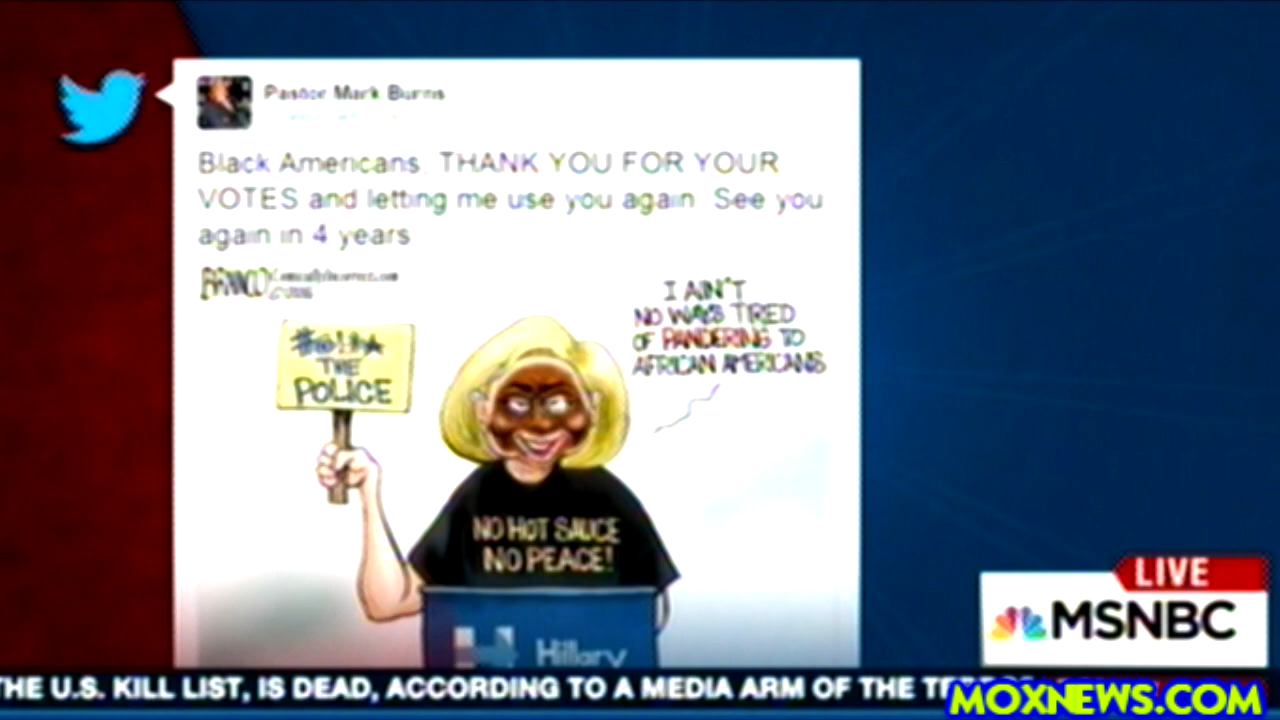 Pastor Mark Burns
Black Americans, THANK YOU FOR YOUR
VOTES and letting me use you again. See you
again in 4 years
BRANCO
I AIN'T
NO WAYS TIRED
OF PANDERING TO
AFRICAN AMERICANS
#@!*★
THE
POLICE
NO HOT SAUCE
NO PEACE!
Hillary
LIVE
MSNBC
THE U.S. KILL LIST, IS DEAD, ACCORDING TO A MEDIA ARM OF THE
MOXNEWS.COM